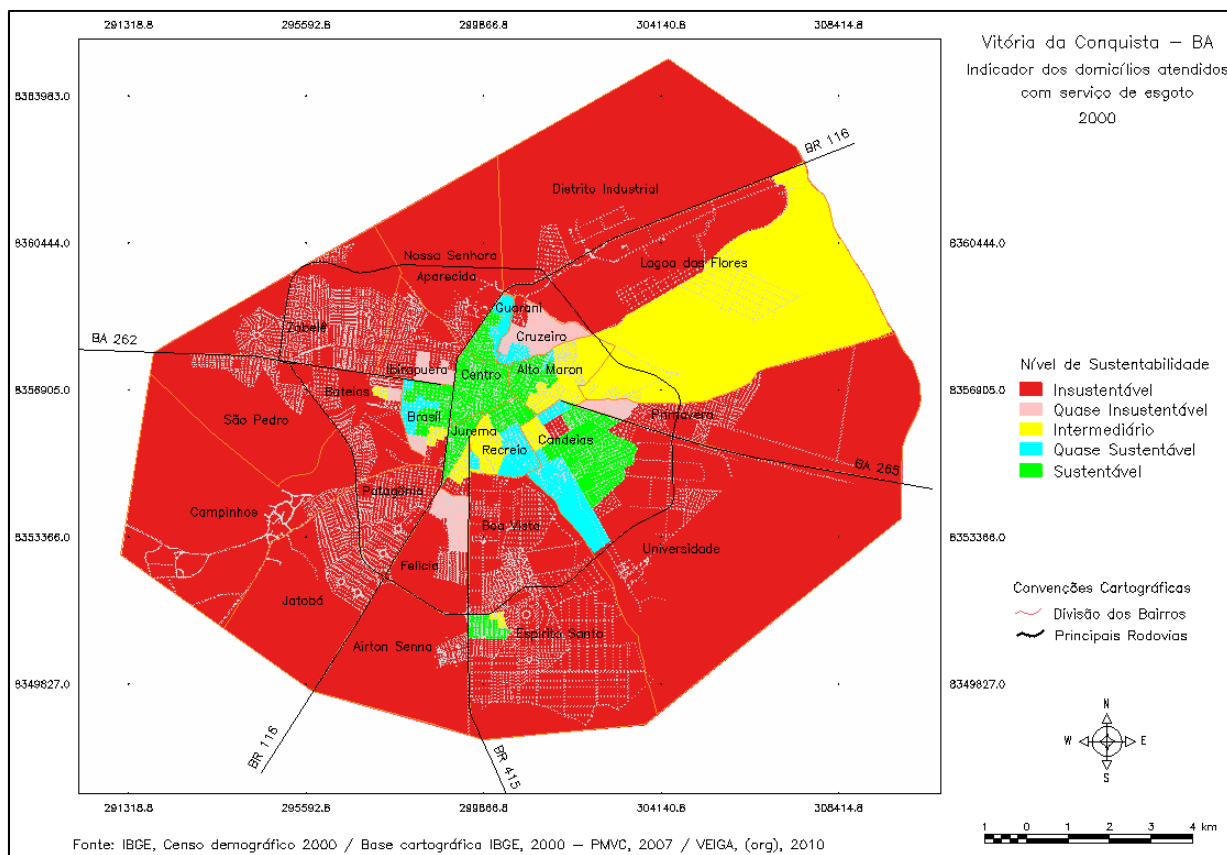 291318.8 295592.8 299866.8 304140.8 308414.8
Vitória da Conquista – BA
Indicador dos domicílios atendidos
com serviço de esgoto
2000
8363983.0 8363983.0
BR 116
Distrito Industrial
8360444.0 8360444.0
Nossa Senhora
Aparecida
Lagoa das Flores
Guarani
Zabelê
Cruzeiro
BA 262
Ibirapuera
Centro
Alto Maron
Nível de Sustentabilidade
Insustentável
Quase Insustentável
Intermediário
Quase Sustentável
Sustentável
8356905.0 8356905.0
Bateias
São Pedro
Brasil
Primavera
Jurema
Candeias
Recreio
BA 265
Patagônia
Campinhos
Boa Vista
8353366.0 8353366.0
Universidade
Felícia
Jatobá
Convenções Cartográficas
Divisão dos Bairros
Principais Rodovias
Espírito Santo
Airton Senna
8349827.0 8349827.0
BR 116
BR 415
N
W E
S
291318.8 295592.8 299866.8 304140.8 308414.8
1 0 1 2 3 4 km
Fonte: IBGE, Censo demográfico 2000 / Base cartográfica IBGE, 2000 – PMVC, 2007 / VEIGA, (org), 2010